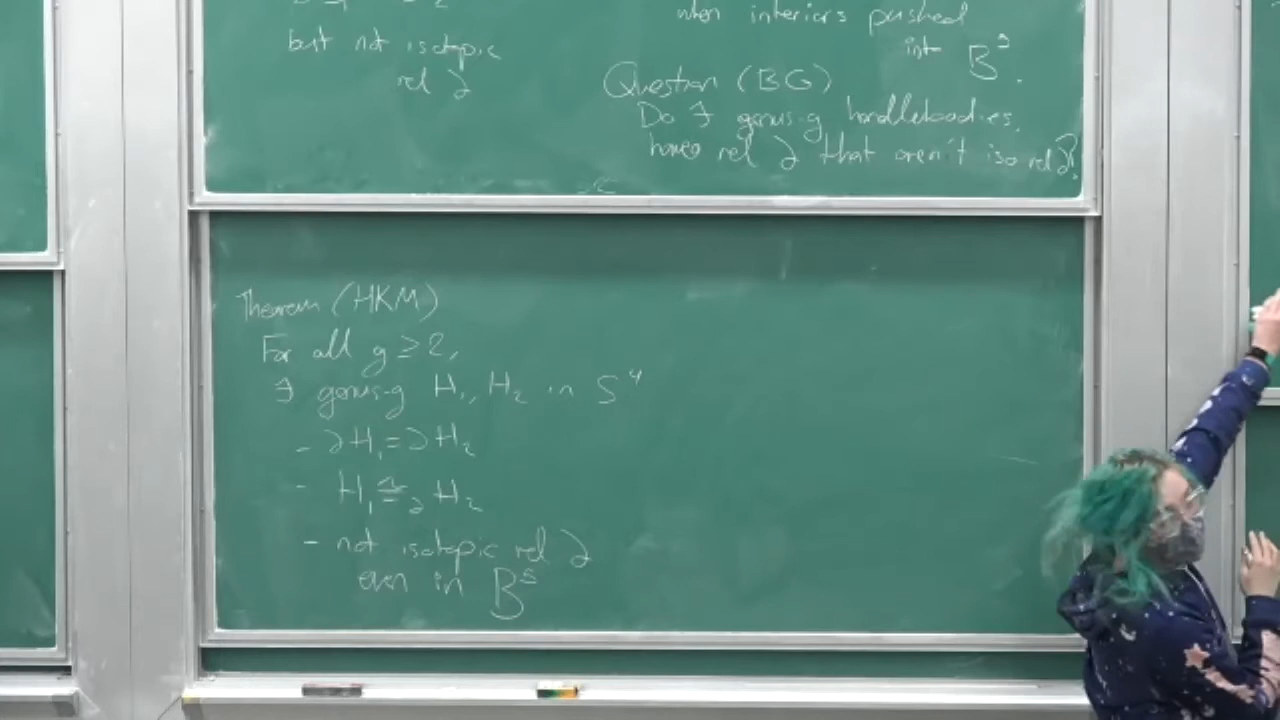 but not isotopic
rel ∂
when interiors pushed
into B⁵.
Question (BG)
Do ∃ genus-g handlebodies,
homeo rel ∂ that aren't iso rel ∂?
Theorem (HKM)
For all g ≥ 2,
∃ genus-g H₁, H₂ in S⁴
- ∂H₁ = ∂H₂
- H₁ ≅_∂ H₂
- not isotopic rel ∂
even in B⁵